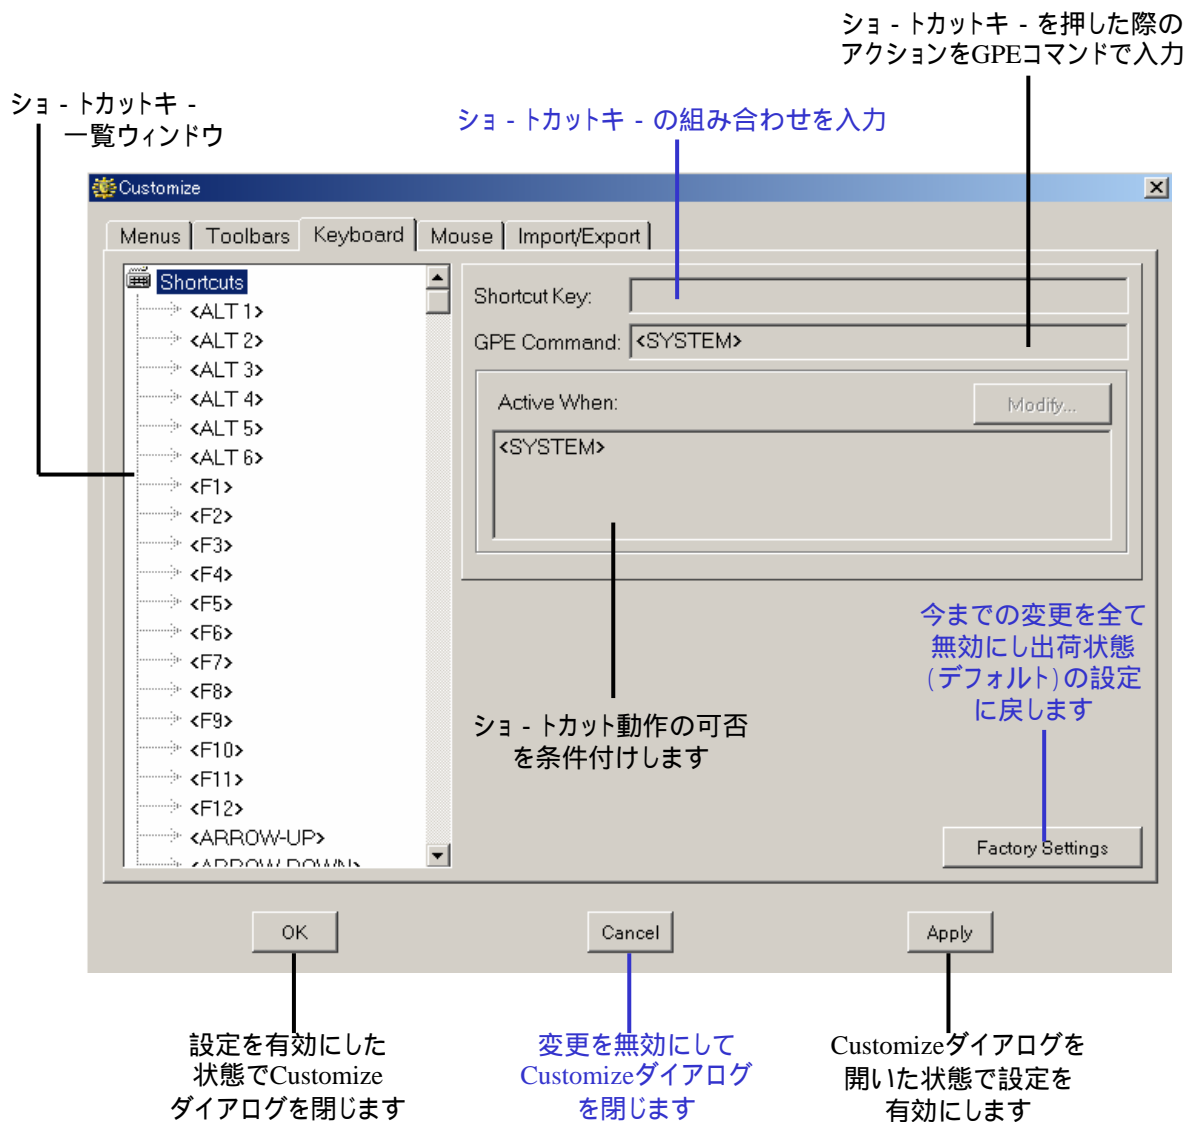 ショ - トカットキ - を押した際の
アクションをGPEコマンドで入力
ショ - トカットキ -
一覧ウィンドウ
ショ - トカットキ - の組み合わせを入力
Customize
Menus
Toolbars
Keyboard
Mouse
Import/Export
Shortcuts
<ALT 1>
<ALT 2>
<ALT 3>
<ALT 4>
<ALT 5>
<ALT 6>
<F1>
<F2>
<F3>
<F4>
<F5>
<F6>
<F7>
<F8>
<F9>
<F10>
<F11>
<F12>
<ARROW-UP>
<ARROW-DOWN>
Shortcut Key:
GPE Command:
<SYSTEM>
Active When:
Modify...
<SYSTEM>
今までの変更を全て
無効にし出荷状態
(デフォルト)の設定
に戻します
ショ - トカット動作の可否
を条件付けします
Factory Settings
OK
Cancel
Apply
設定を有効にした
状態でCustomize
ダイアログを閉じます
変更を無効にして
Customizeダイアログ
を閉じます
Customizeダイアログを
開いた状態で設定を
有効にします